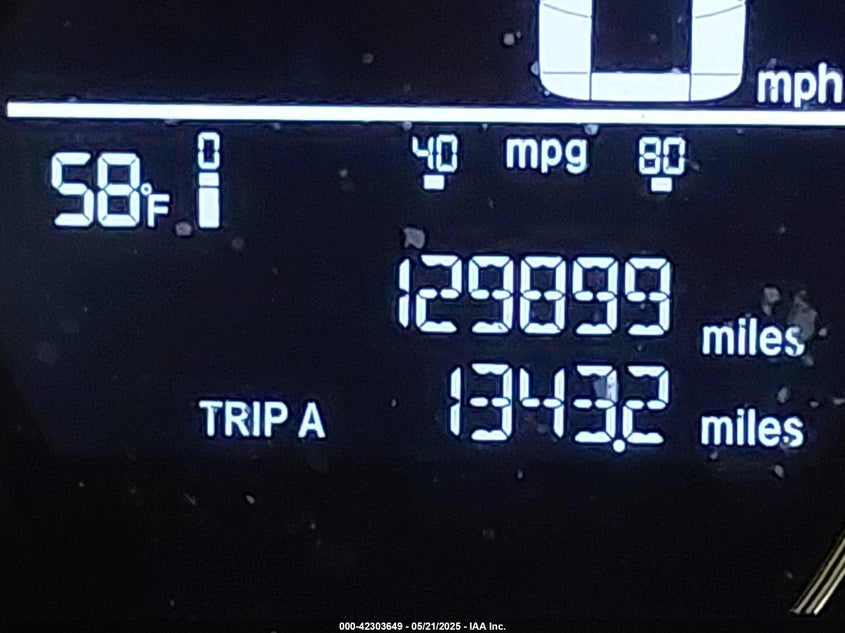 0 mph
58°F 0 40 mpg 80
129899 miles
TRIP A 1343.2 miles
000-42303649 - 05/21/2025 - IAA Inc.